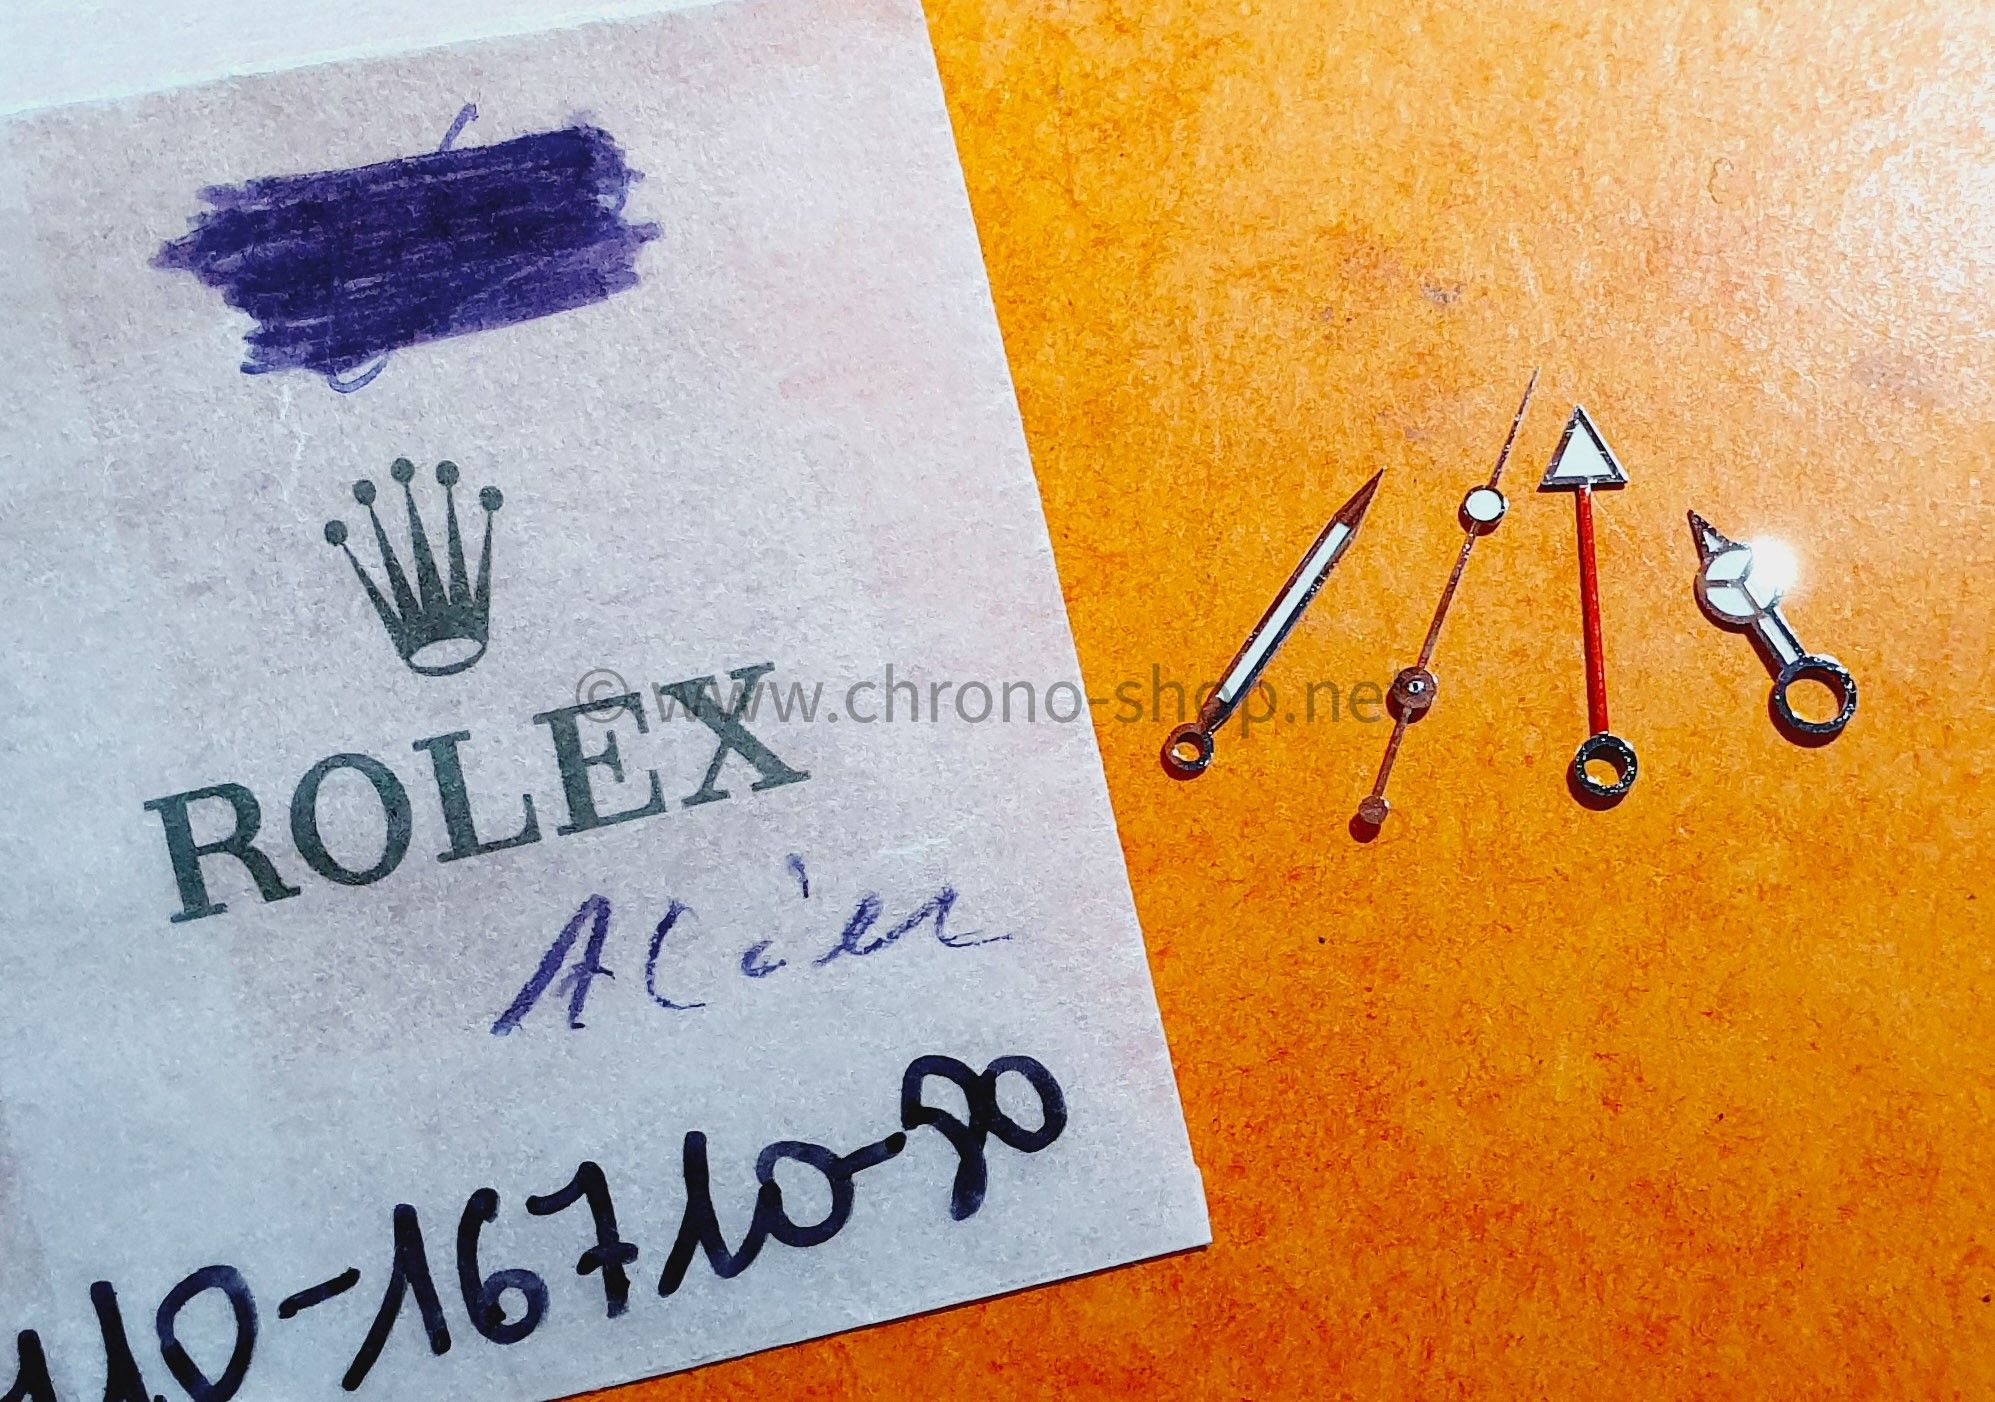 ROLEX
© www.chrono-shop.net
Acier
110-16710-90